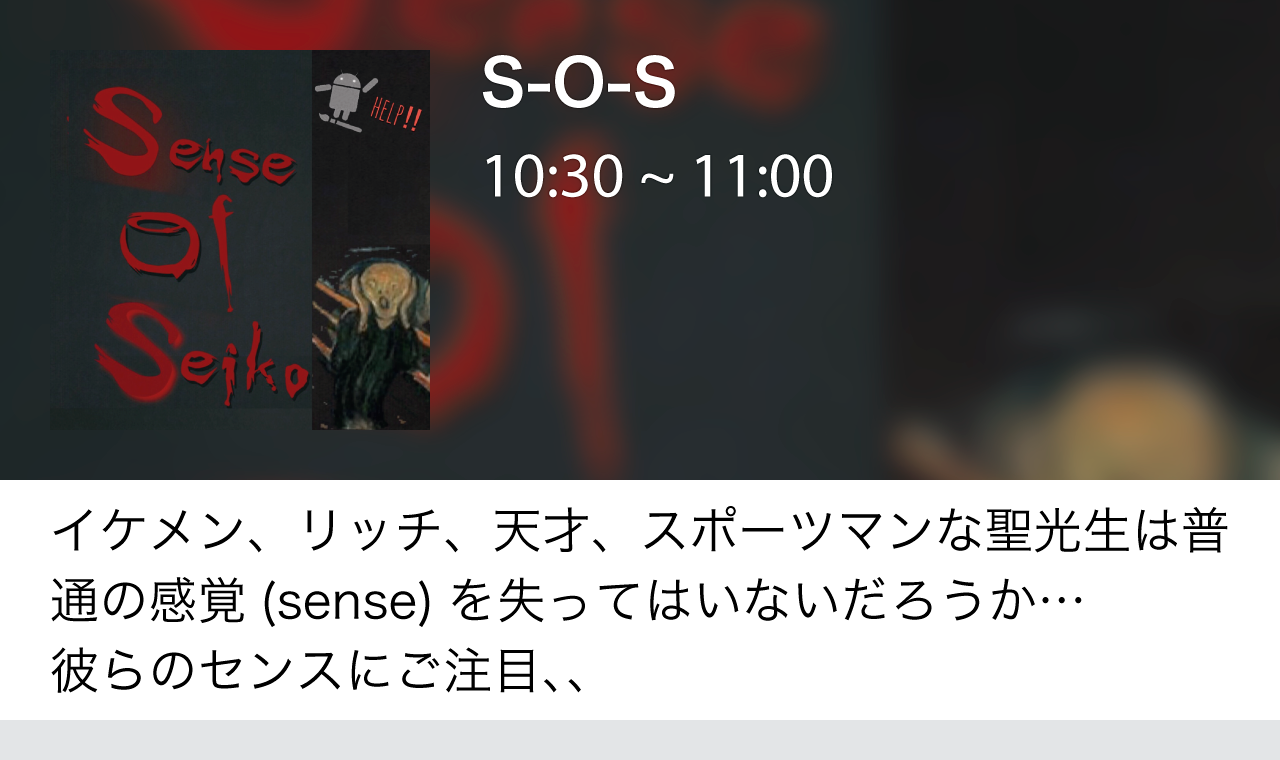 Sense
Of
Seiko
HELP!!
S-O-S
10:30 ~ 11:00
イケメン、リッチ、天才、スポーツマンな聖光生は普
通の感覚 (sense) を失ってはいないだろうか…
彼らのセンスにご注目、、